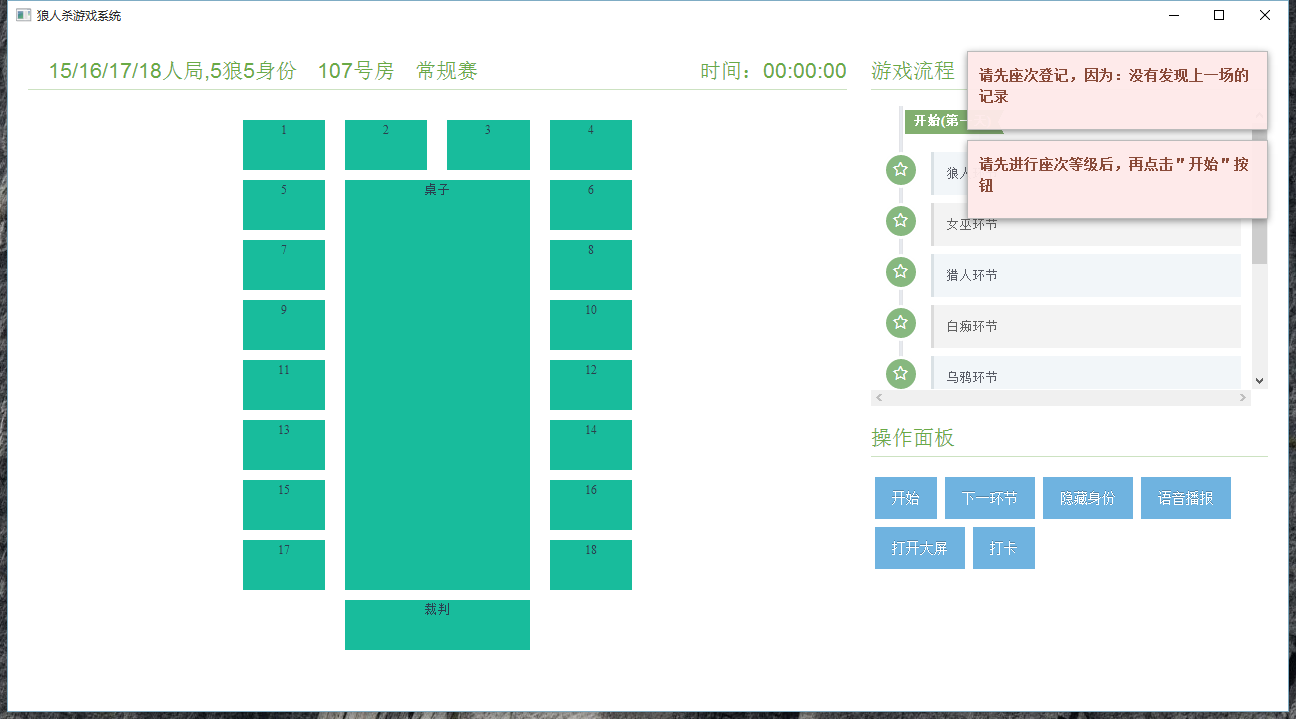 狼人杀游戏系统
15/16/17/18人局,5狼5身份 107号房 常规赛 时间：00:00:00
游戏流程
请先座次登记，因为：没有发现上一场的
记录
请先进行座次等级后，再点击＂开始＂按
钮
开始(第一
狼人
女巫环节
猎人环节
白痴环节
乌鸦环节
1 2 3 4
5 桌子 6
7 8
9 10
11 12
13 14
15 16
17 18
裁判
操作面板
开始 下一环节 隐藏身份 语音播报
打开大屏 打卡